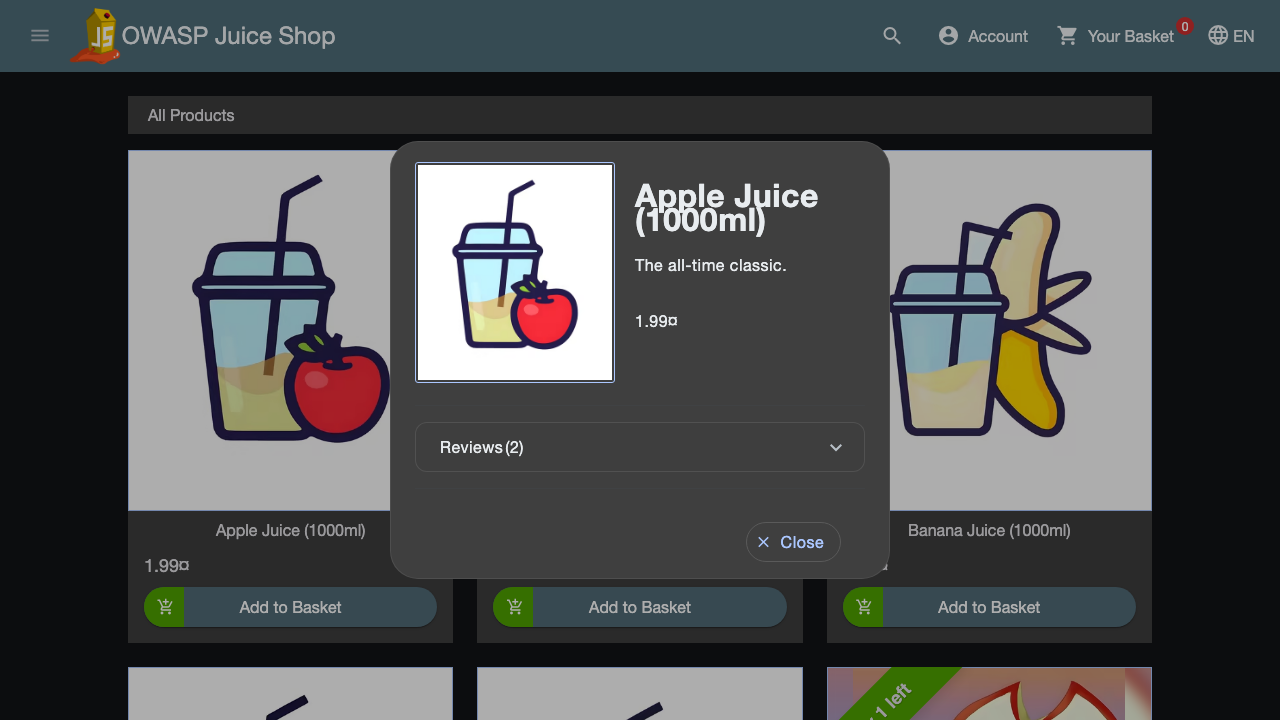 OWASP Juice Shop
Account
Your Basket
0
EN
All Products
Apple Juice
(1000ml)
The all-time classic.
1.99¤
Reviews (2)
Close
Apple Juice (1000ml)
Banana Juice (1000ml)
1.99¤
Add to Basket
Add to Basket
Add to Basket
1 left